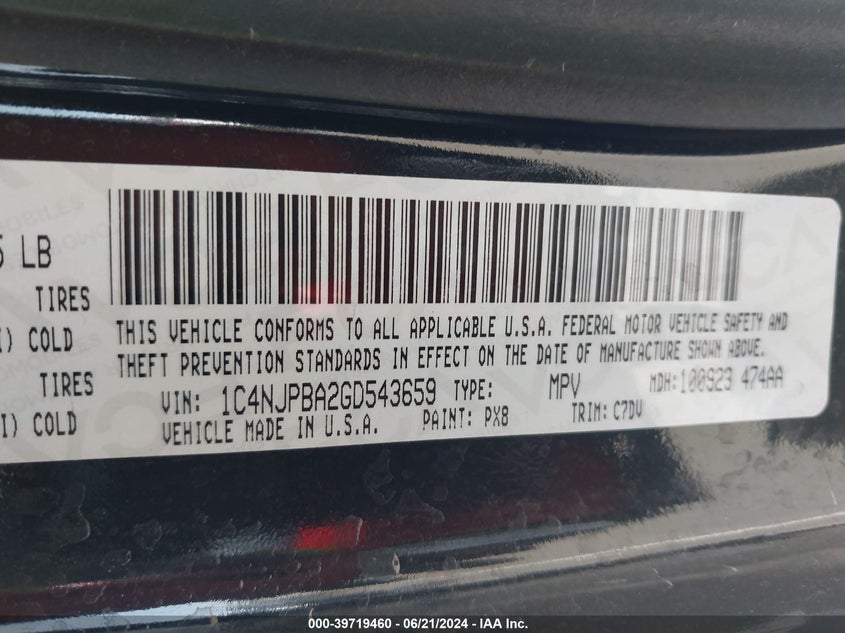 5 LB
TIRES
I) COLD
TIRES
I) COLD
THIS VEHICLE CONFORMS TO ALL APPLICABLE U.S.A. FEDERAL MOTOR VEHICLE SAFETY AND
THEFT PREVENTION STANDARDS IN EFFECT ON THE DATE OF MANUFACTURE SHOWN ABOVE.
VIN: 1C4NJPBA2GD543659 TYPE: MPV MDH:100923 474AA
VEHICLE MADE IN U.S.A. PAINT: PX8 TRIM: C7DV
000-39719460 - 06/21/2024 - IAA Inc.